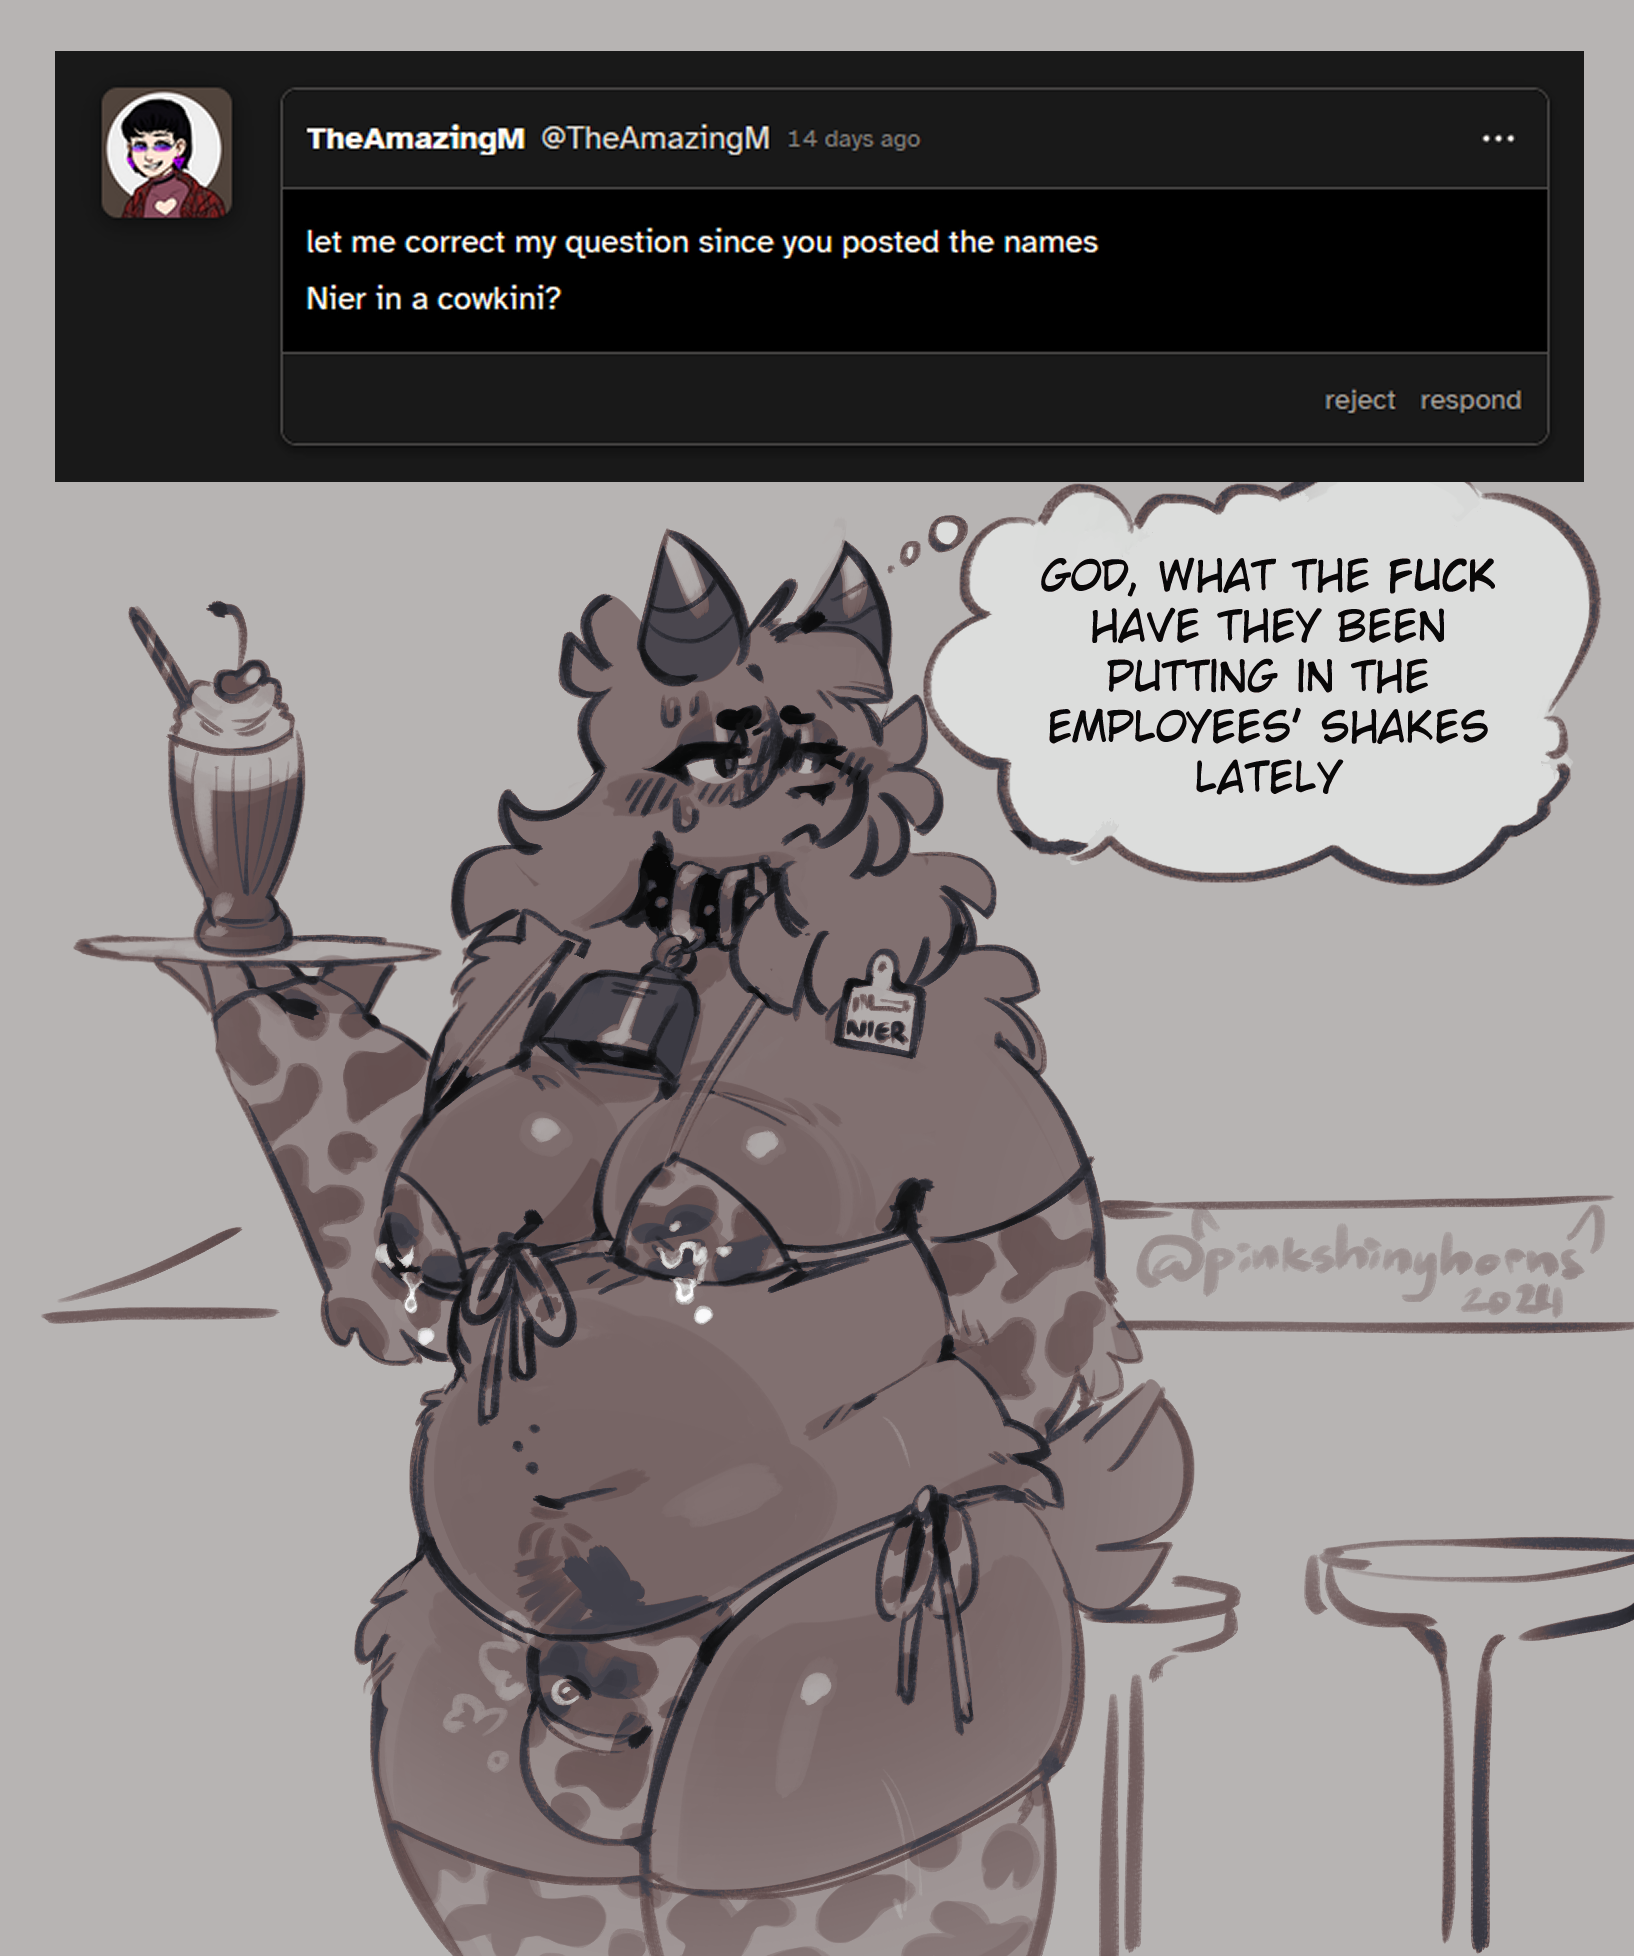 TheAmazingM @TheAmazingM 14 days ago
let me correct my question since you posted the names
Nier in a cowkini?
reject respond
GOD, WHAT THE FUCK
HAVE THEY BEEN
PUTTING IN THE
EMPLOYEES' SHAKES
LATELY
NIER
@pinkshinyhorns
2024